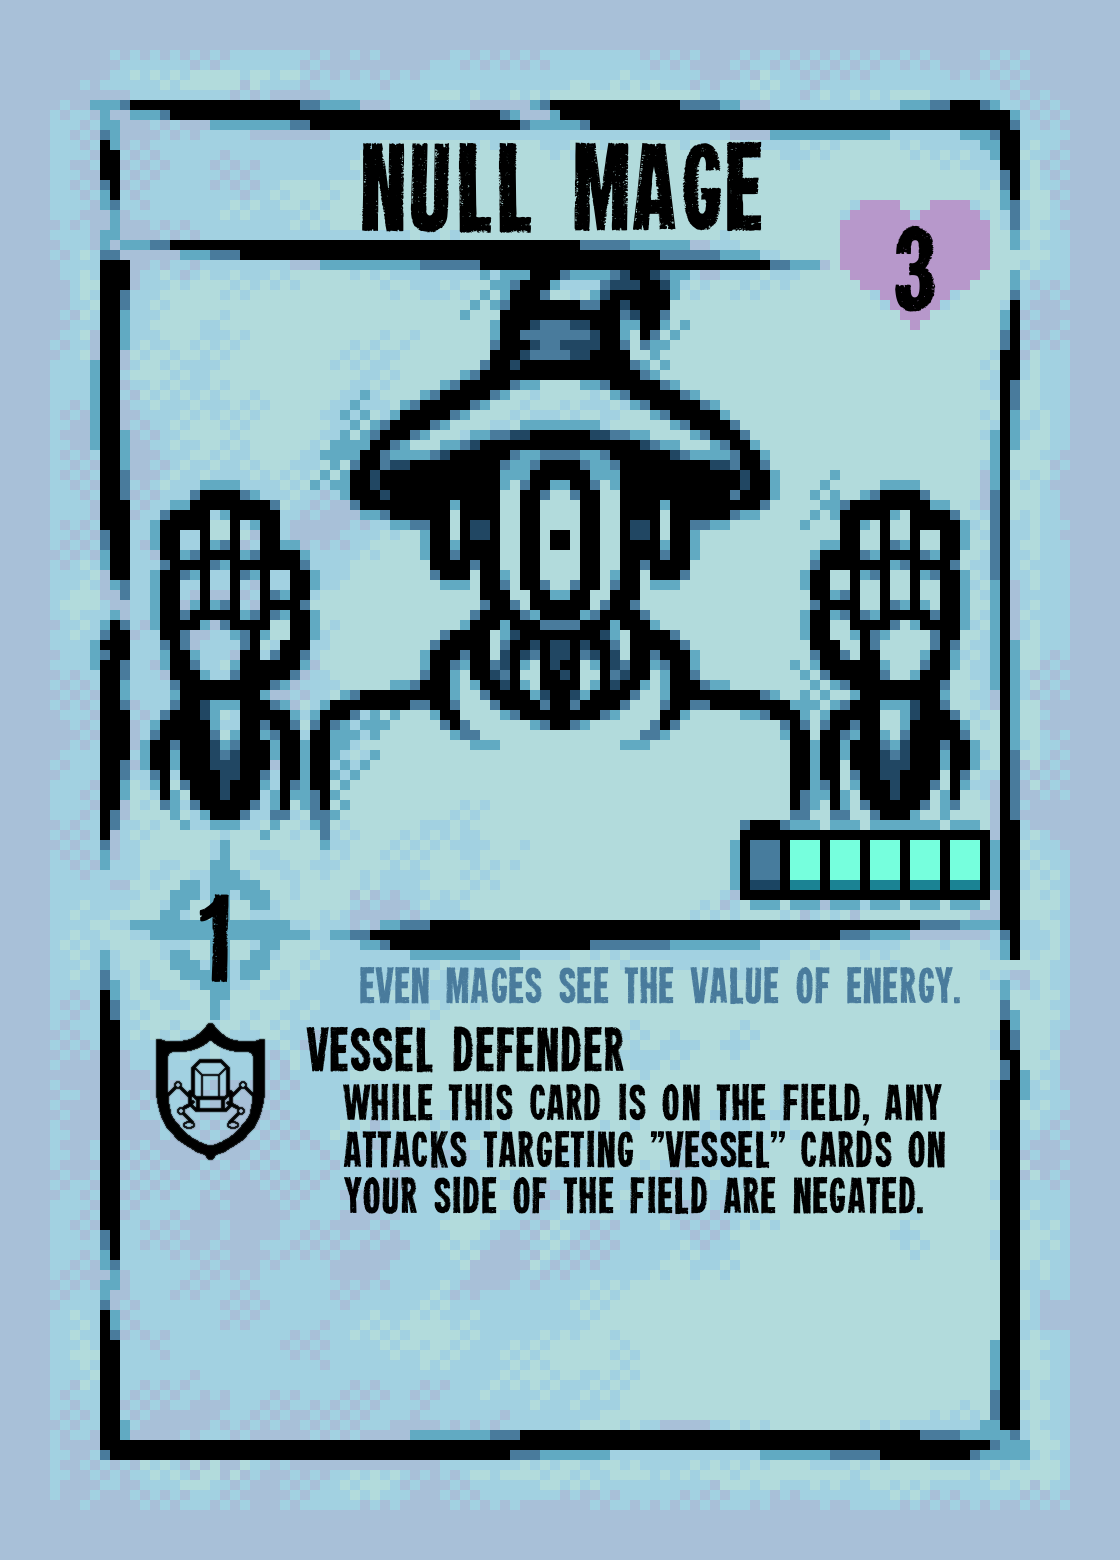 NULL MAGE
3
1
EVEN MAGES SEE THE VALUE OF ENERGY.
VESSEL DEFENDER
WHILE THIS CARD IS ON THE FIELD, ANY
ATTACKS TARGETING "VESSEL" CARDS ON
YOUR SIDE OF THE FIELD ARE NEGATED.